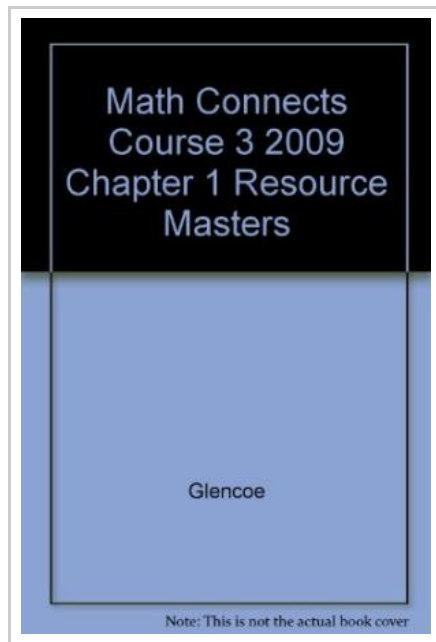 Math Connects
Course 3 2009
Chapter 1 Resource
Masters
Glencoe
Note: This is not the actual book cover